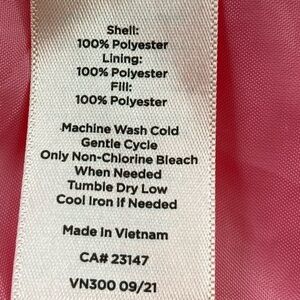 Shell:
100% Polyester
Lining:
100% Polyester
Fill:
100% Polyester
Machine Wash Cold
Gentle Cycle
Only Non-Chlorine Bleach
When Needed
Tumble Dry Low
Cool Iron if Needed
Made In Vietnam
CA# 23147
VN300 09/21